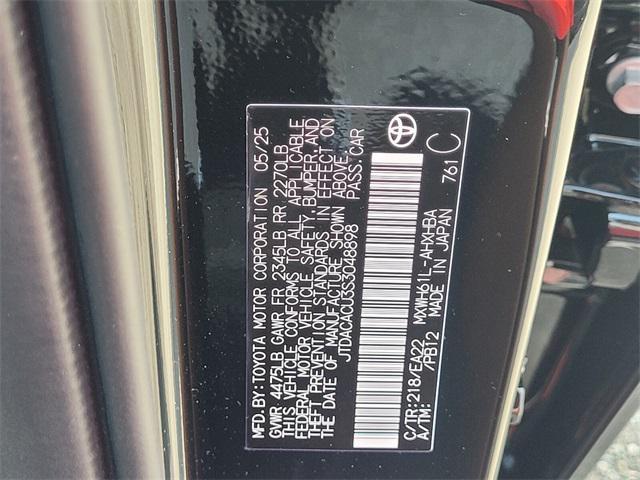 MFD.BY:TOYOTA MOTOR CORPORATION 05/25
GVWR 4475LB GAWR FR 2345LB RR 2270LB
THIS VEHICLE CONFORMS TO ALL APPLICABLE
FEDERAL MOTOR VEHICLE SAFETY, BUMPER, AND
THEFT PREVENTION STANDARDS IN EFFECT ON
THE DATE OF MANUFACTURE SHOWN ABOVE.
JTDACACU3S3048898 PASS.CAR
C/TR:218/EA22 MXWH61L-AHXHBA
A/TM: /PB12 MADE IN JAPAN 761
C